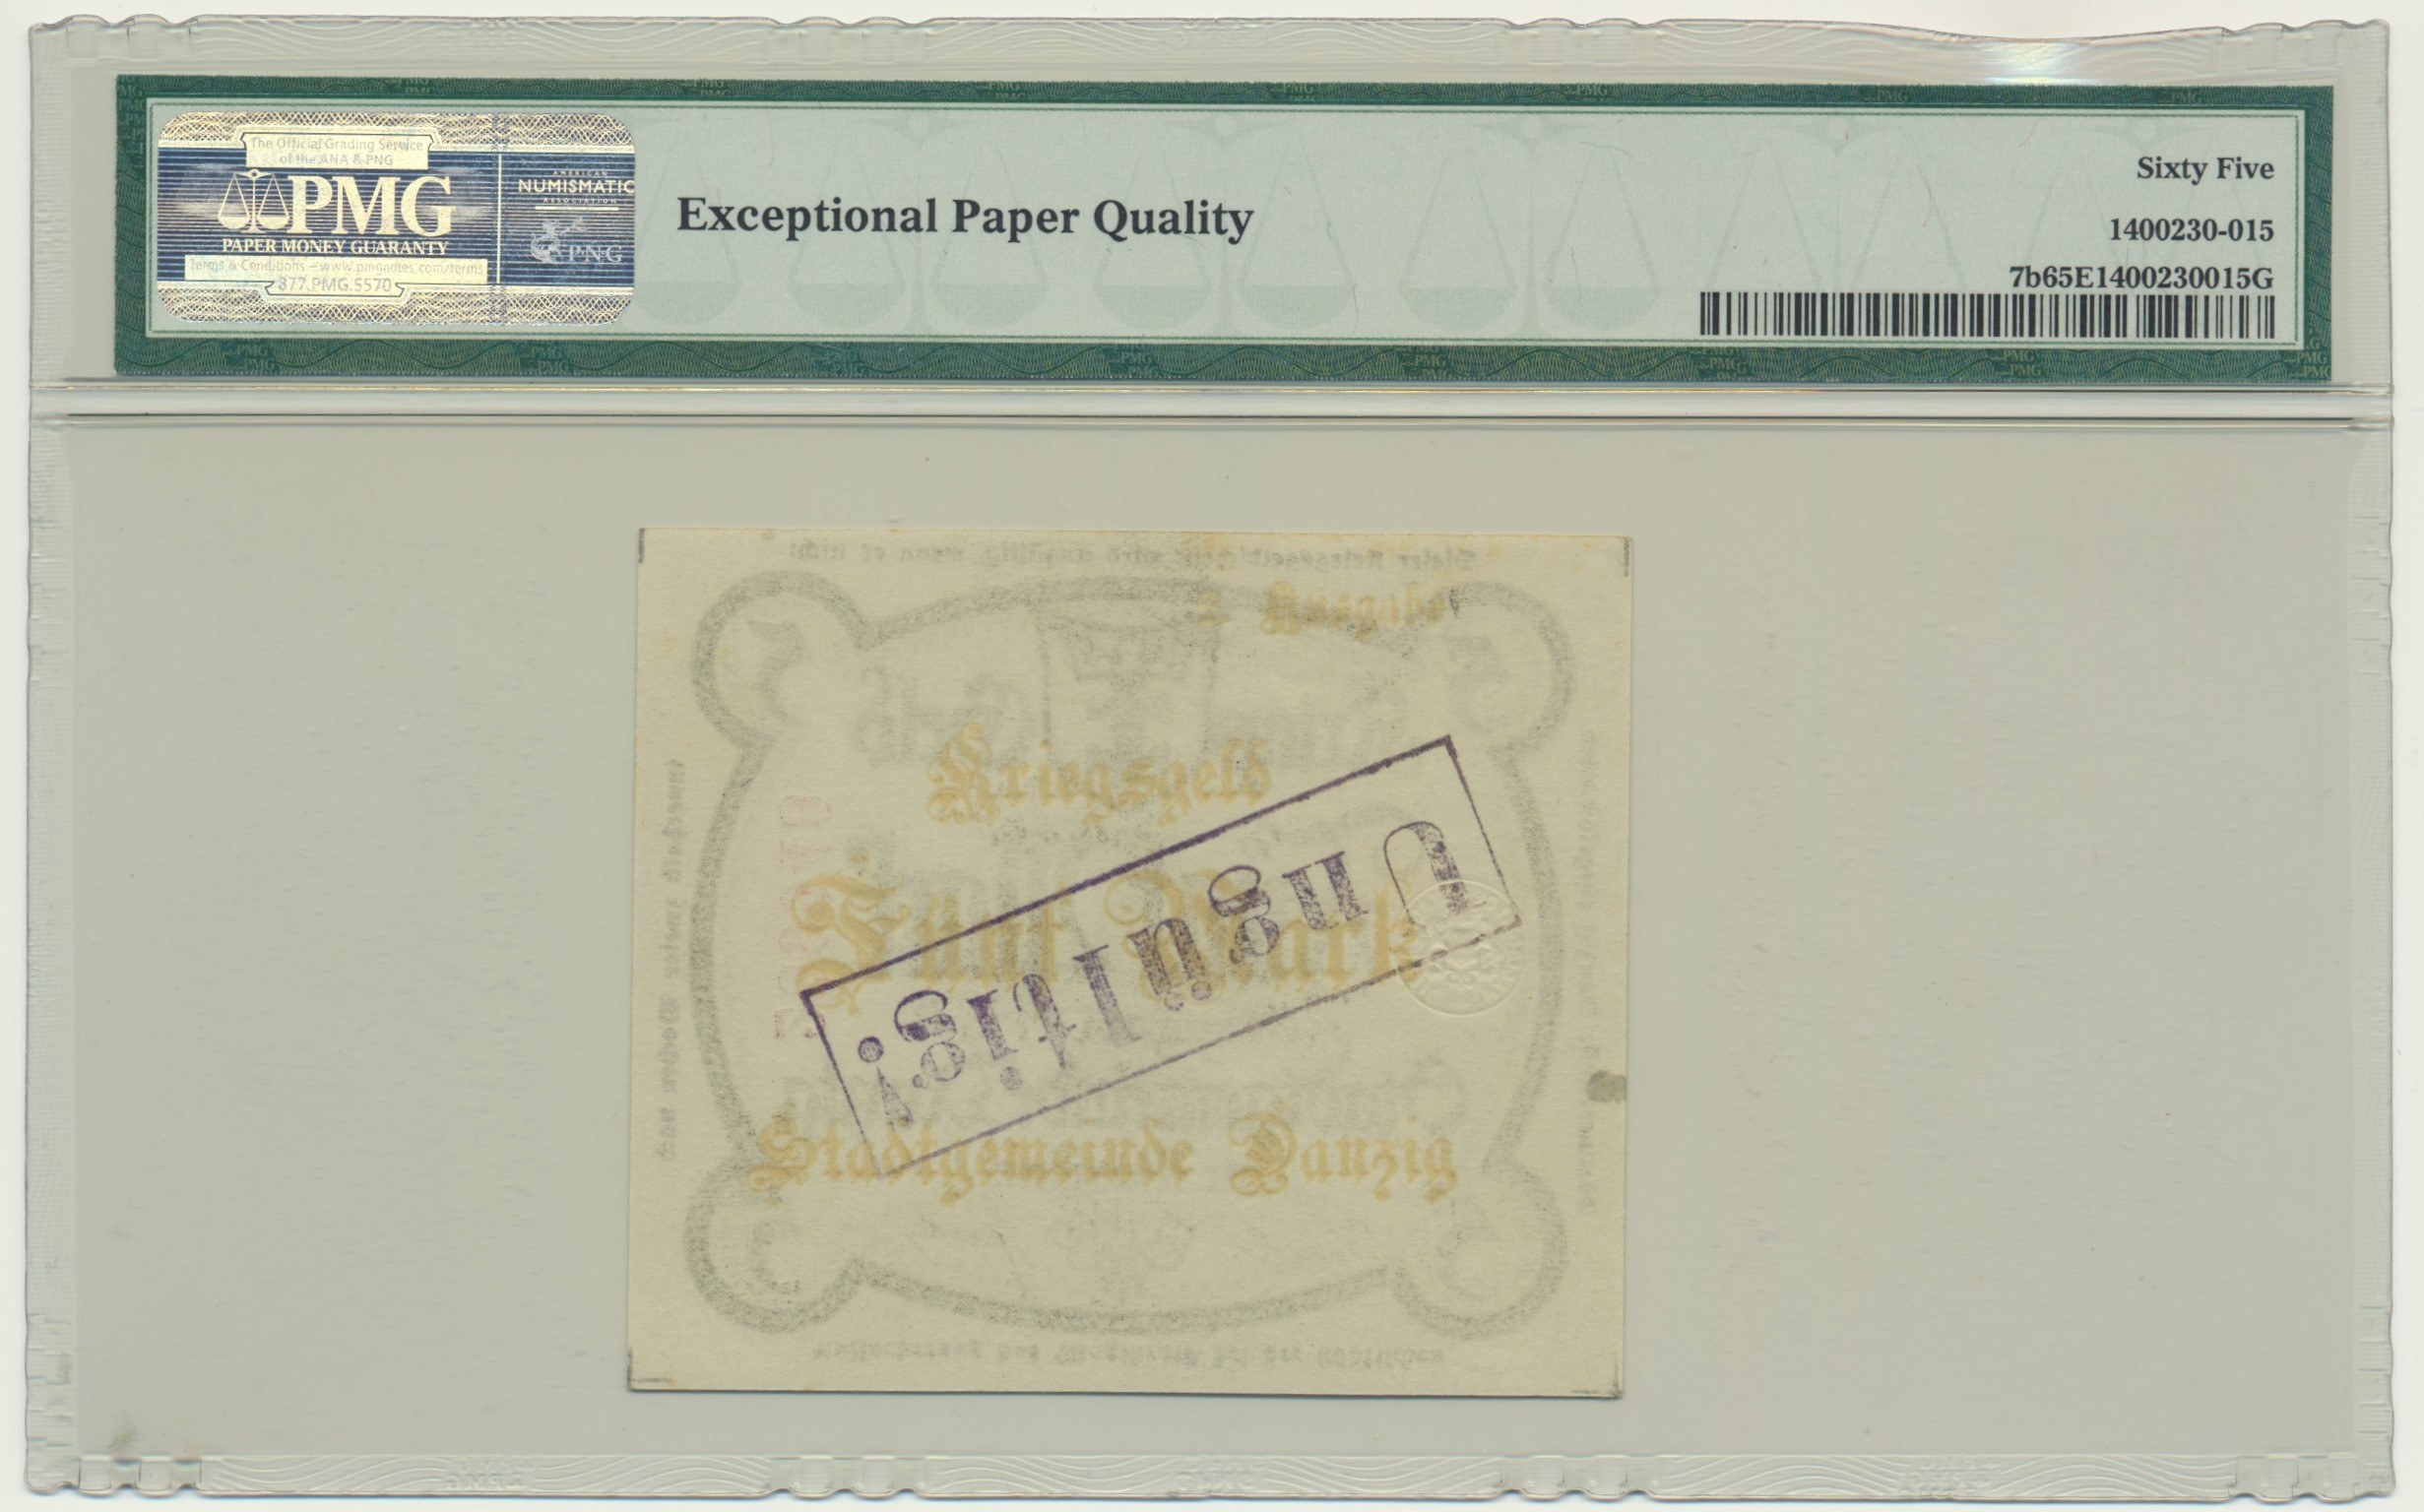 The Official Grading Service
of the ANA & PNG
PMG
PAPER MONEY GUARANTY
Terms & Conditions – www.pmgnotes.com/terms
877.PMG.5570
AMERICAN
NUMISMATIC
ASSOCIATION
PNG
Exceptional Paper Quality
Sixty Five
1400230-015
7b65E1400230015G
2. Ausgabe
Kriegsgeld
Fünf Mark
Ungültig!
Stadtgemeinde Danzig